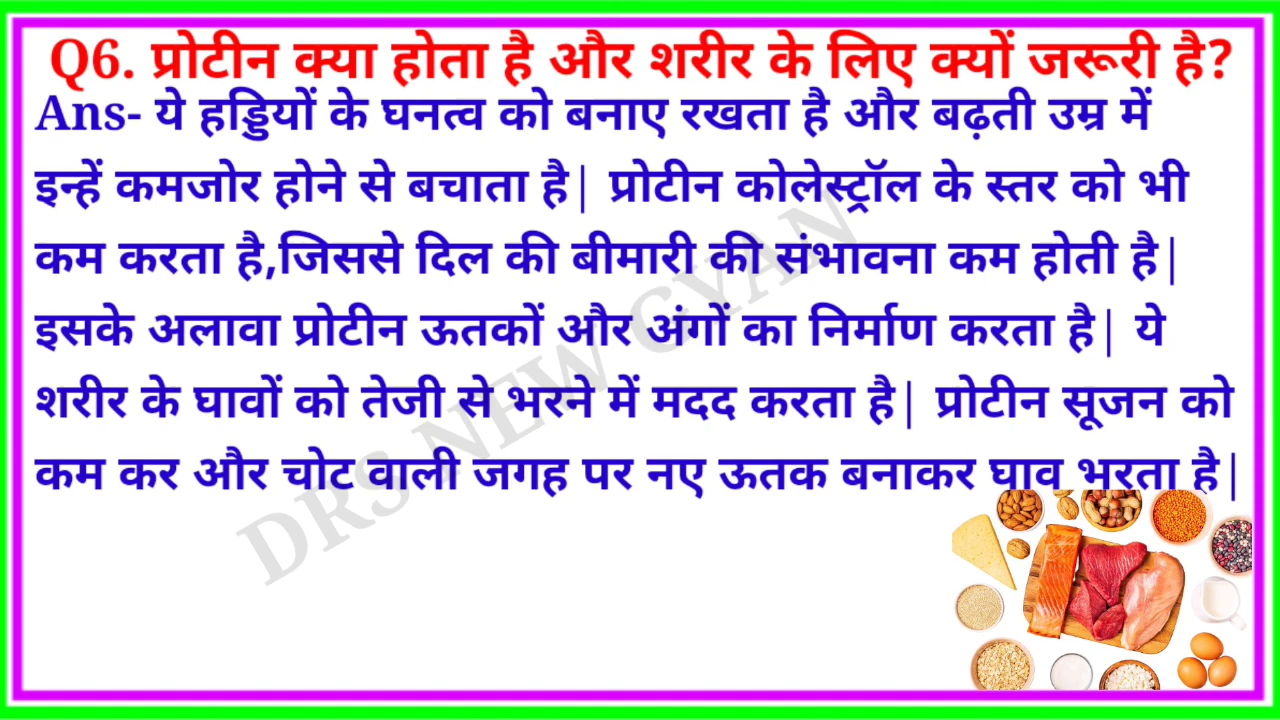 Q6. प्रोटीन क्या होता है और शरीर के लिए क्यों जरूरी है?
Ans- ये हड्डियों के घनत्व को बनाए रखता है और बढ़ती उम्र में
इन्हें कमजोर होने से बचाता है| प्रोटीन कोलेस्ट्रॉल के स्तर को भी
कम करता है,जिससे दिल की बीमारी की संभावना कम होती है|
इसके अलावा प्रोटीन ऊतकों और अंगों का निर्माण करता है| ये
शरीर के घावों को तेजी से भरने में मदद करता है| प्रोटीन सूजन को
कम कर और चोट वाली जगह पर नए ऊतक बनाकर घाव भरता है|
DRS NEW GYAN